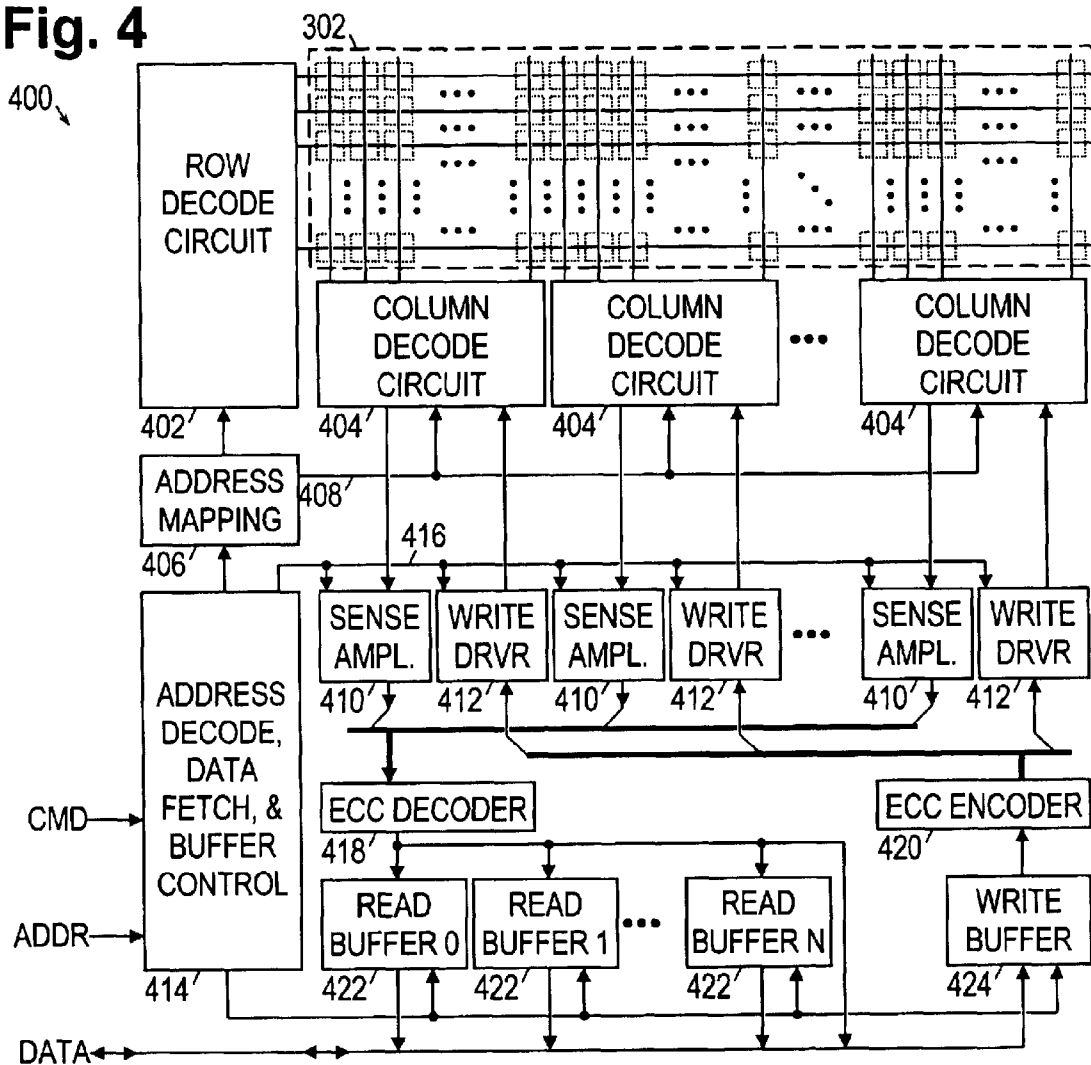 Fig. 4
302
400
ROW
DECODE
CIRCUIT
402
COLUMN
DECODE
CIRCUIT
404
COLUMN
DECODE
CIRCUIT
404
COLUMN
DECODE
CIRCUIT
404
ADDRESS
MAPPING
406
408
416
SENSE
AMPL.
410
WRITE
DRVR
412
SENSE
AMPL.
410
WRITE
DRVR
412
SENSE
AMPL.
410
WRITE
DRVR
412
ADDRESS
DECODE,
DATA
FETCH, &
BUFFER
CONTROL
414
CMD
ADDR
ECC DECODER
418
ECC ENCODER
420
READ
BUFFER 0
422
READ
BUFFER 1
422
READ
BUFFER N
422
WRITE
BUFFER
424
DATA